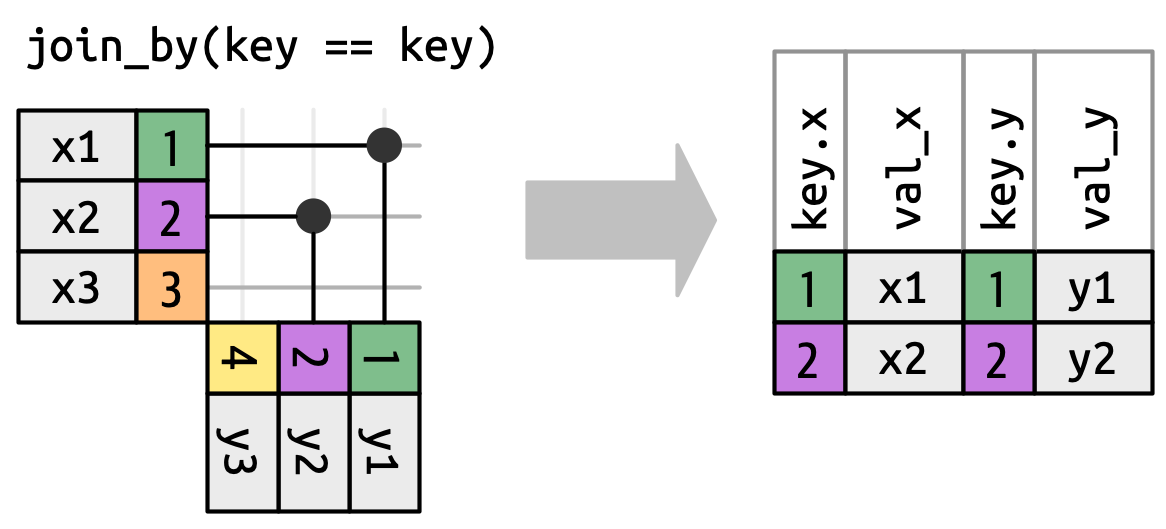 join_by(key == key)
x1 1
x2 2
x3 3
4 2 1
y3 y2 y1
key.x val_x key.y val_y
1 x1 1 y1
2 x2 2 y2